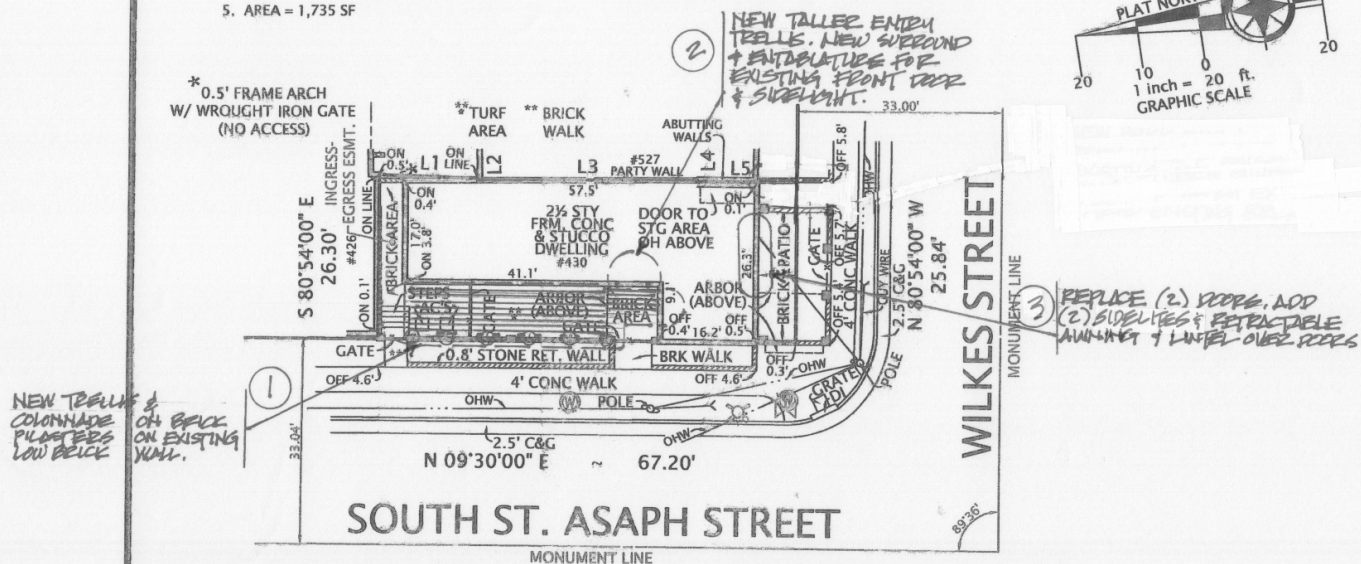 5. AREA = 1,735 SF
* 0.5' FRAME ARCH
W/ WROUGHT IRON GATE
(NO ACCESS)
2
NEW TALLER ENTRY
TRELLIS. NEW SURROUND
& ENTABLATURE FOR
EXISTING FRONT DOOR
& SIDELIGHT.
PLAT NORTH
20
10
0
20
1 inch = 20 ft.
GRAPHIC SCALE
33.00'
**TURF
AREA
** BRICK
WALK
ABUTTING
WALLS
INGRESS-
EGRESS ESMT.
ON
0.5'
*
L1
ON
LINE
L2
L3
57.5'
#527
PARTY WALL
L4
L5
OFF 5.8'
OHW
S 80°54'00" E
26.30'
#426
ON LINE
BRICK AREA
ON
0.4'
17.0'
ON 3.8'
2½ STY
FRM, CONC
& STUCCO
DWELLING
#430
DOOR TO
STG AREA
OH ABOVE
ON
0.1'
26.3'
BRICK PATIO
GATE
OFF 5.7'
4' CONC WALK
GUY WIRE
2.5' C&G
N 80°54'00" W
25.84'
WILKES STREET
MONUMENT LINE
41.1'
ON 0.1'
STEPS
GATE
ARBOR
(ABOVE)
**
GATE
BRICK
AREA
9.1'
ARBOR
(ABOVE)
OFF
0.4'
16.2'
OFF
0.5'
OFF 5.4'
3
REPLACE (2) DOORS. ADD
(2) SIDELITES & RETRACTABLE
AWNING & LINTEL OVER DOORS
GATE
**
0.8' STONE RET. WALL
BRK WALK
OFF
0.3'
OHW
POLE
OFF 4.6'
OFF 4.6'
4' CONC WALK
1
NEW TRELLIS &
COLONNADE ON BRICK
PILASTERS ON EXISTING
LOW BRICK WALL.
OHW
W
POLE
W
GRATE
33.04'
2.5' C&G
OHW
N 09°30'00" E ~ 67.20'
SOUTH ST. ASAPH STREET
89°36'
MONUMENT LINE